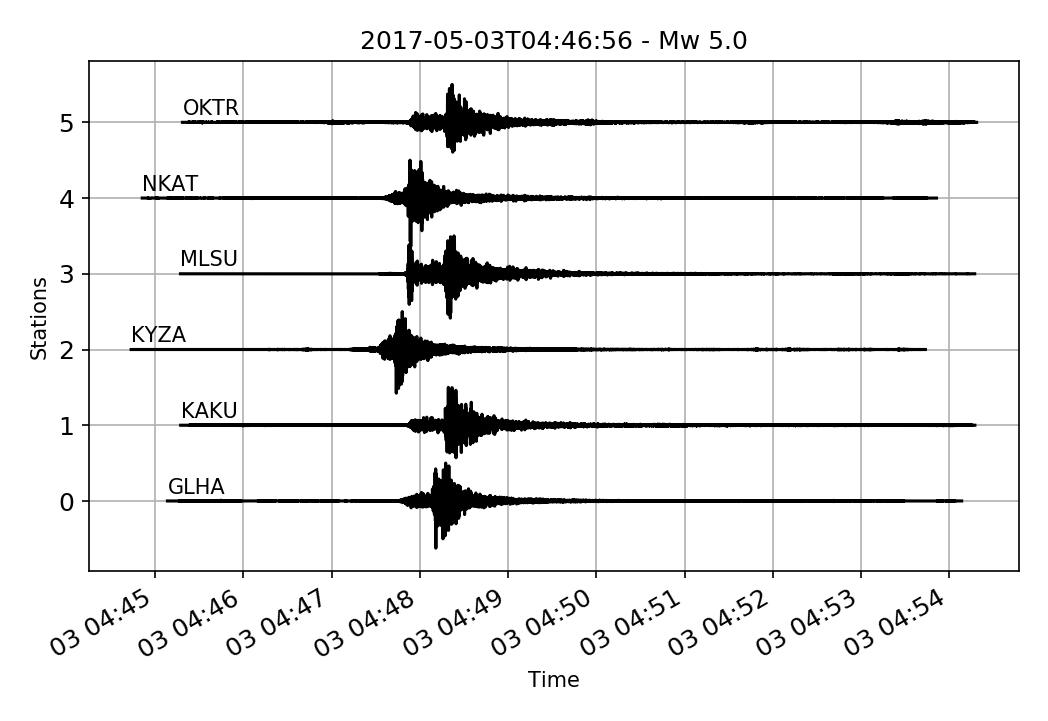 2017-05-03T04:46:56 - Mw 5.0
OKTR
5
NKAT
4
MLSU
3
KYZA
2
KAKU
1
GLHA
0
Stations
03 04:45
03 04:46
03 04:47
03 04:48
03 04:49
03 04:50
03 04:51
03 04:52
03 04:53
03 04:54
Time